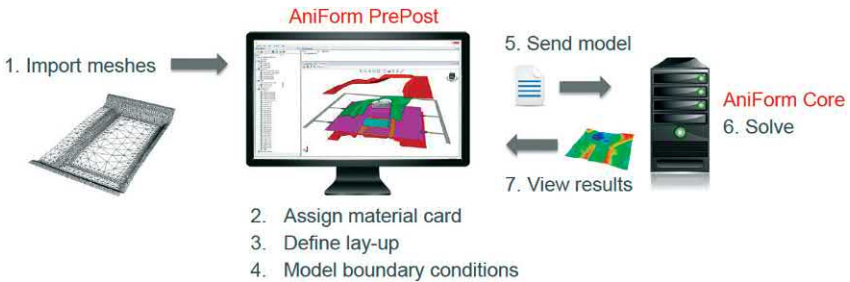 AniForm PrePost
1. Import meshes
5. Send model
AniForm Core
6. Solve
7. View results
2. Assign material card
3. Define lay-up
4. Model boundary conditions